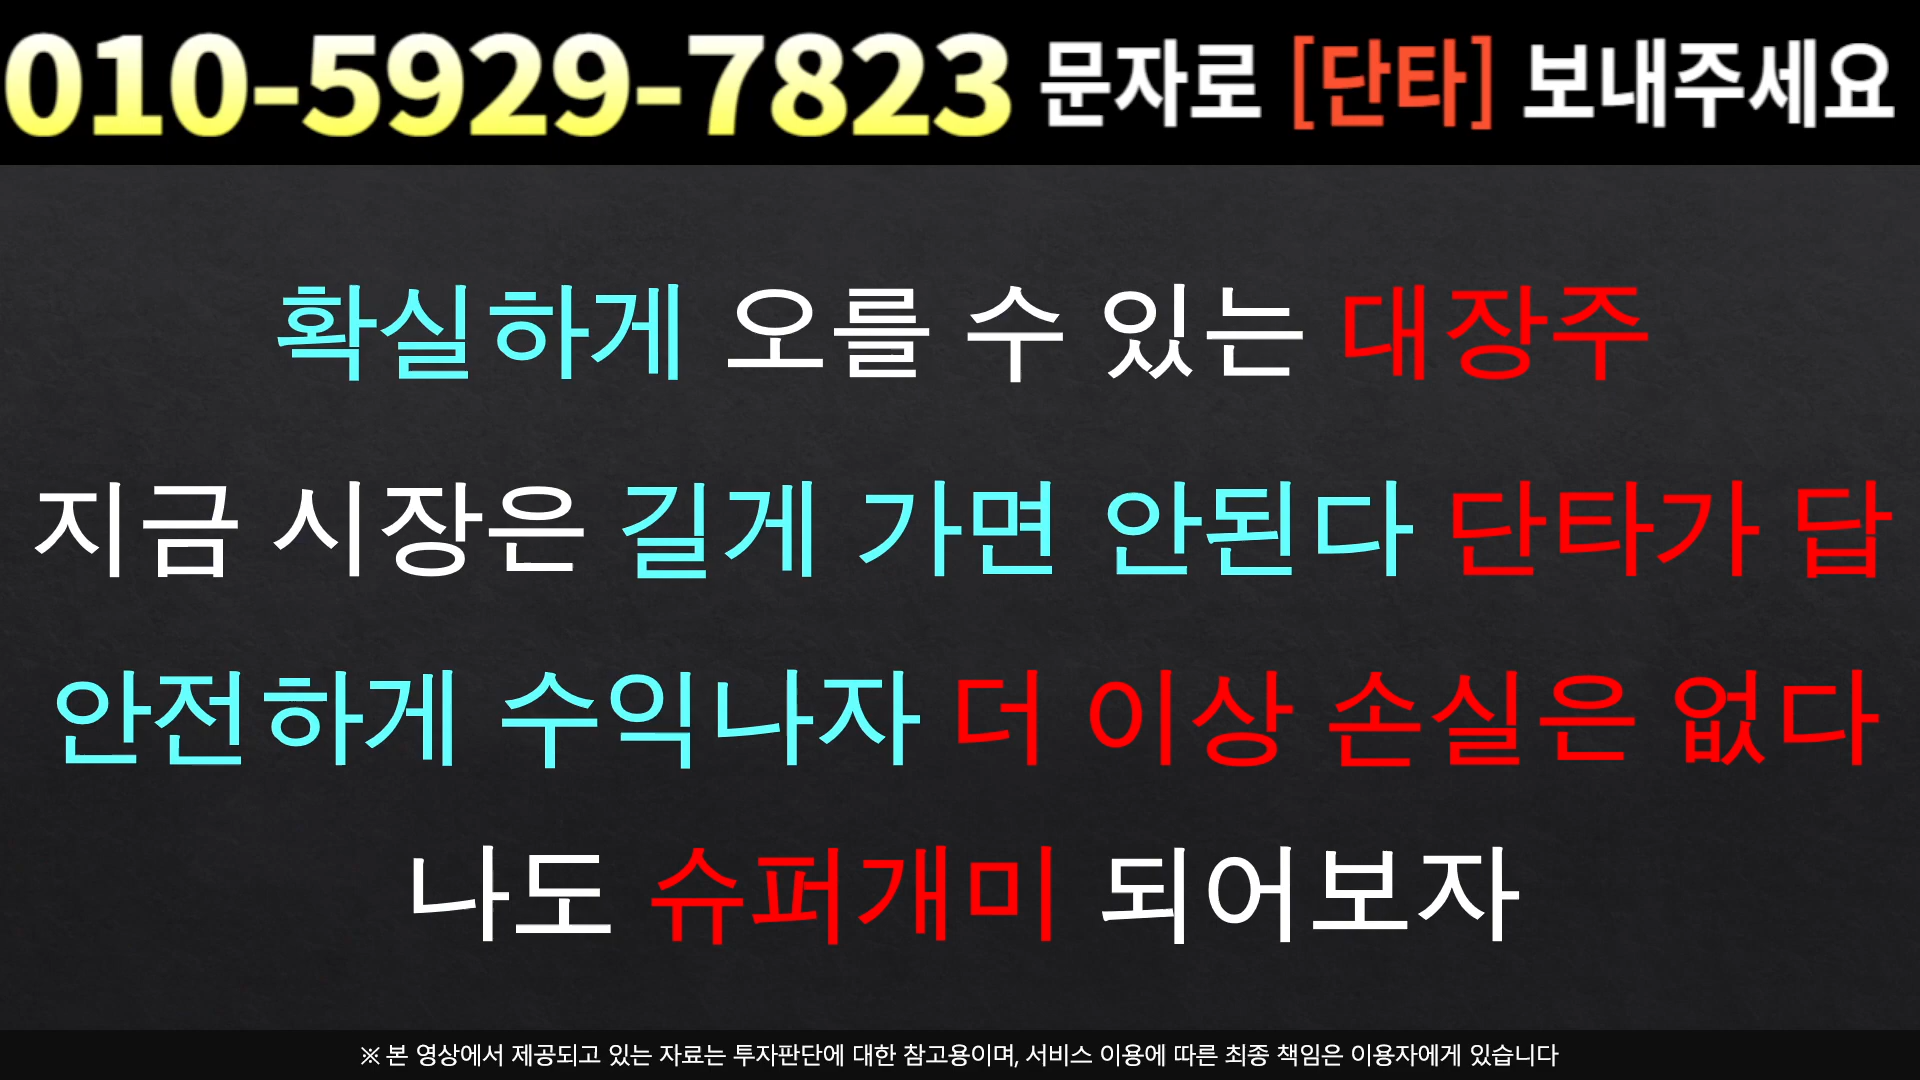 010-5929-7823 문자로 [단타] 보내주세요
확실하게 오를 수 있는 대장주
지금 시장은 길게 가면 안된다 단타가 답
안전하게 수익나자 더 이상 손실은 없다
나도 슈퍼개미 되어보자
※ 본 영상에서 제공되고 있는 자료는 투자판단에 대한 참고용이며, 서비스 이용에 따른 최종 책임은 이용자에게 있습니다